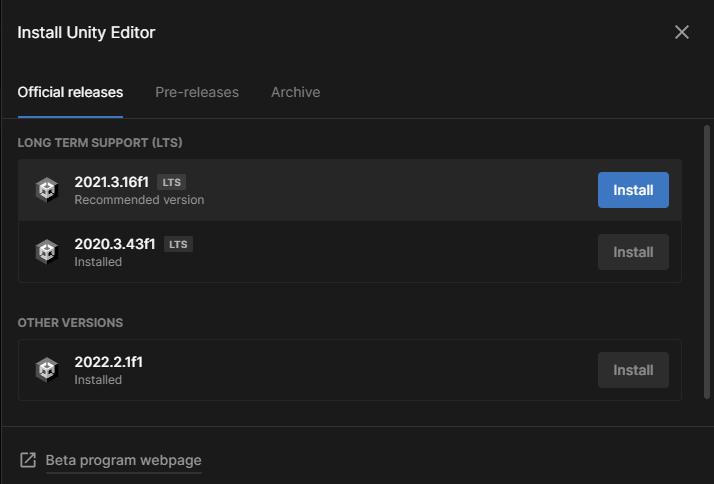 Install Unity Editor
Official releases Pre-releases Archive
LONG TERM SUPPORT (LTS)
2021.3.16f1 LTS
Recommended version
Install
2020.3.43f1 LTS
Installed
Install
OTHER VERSIONS
2022.2.1f1
Installed
Install
Beta program webpage